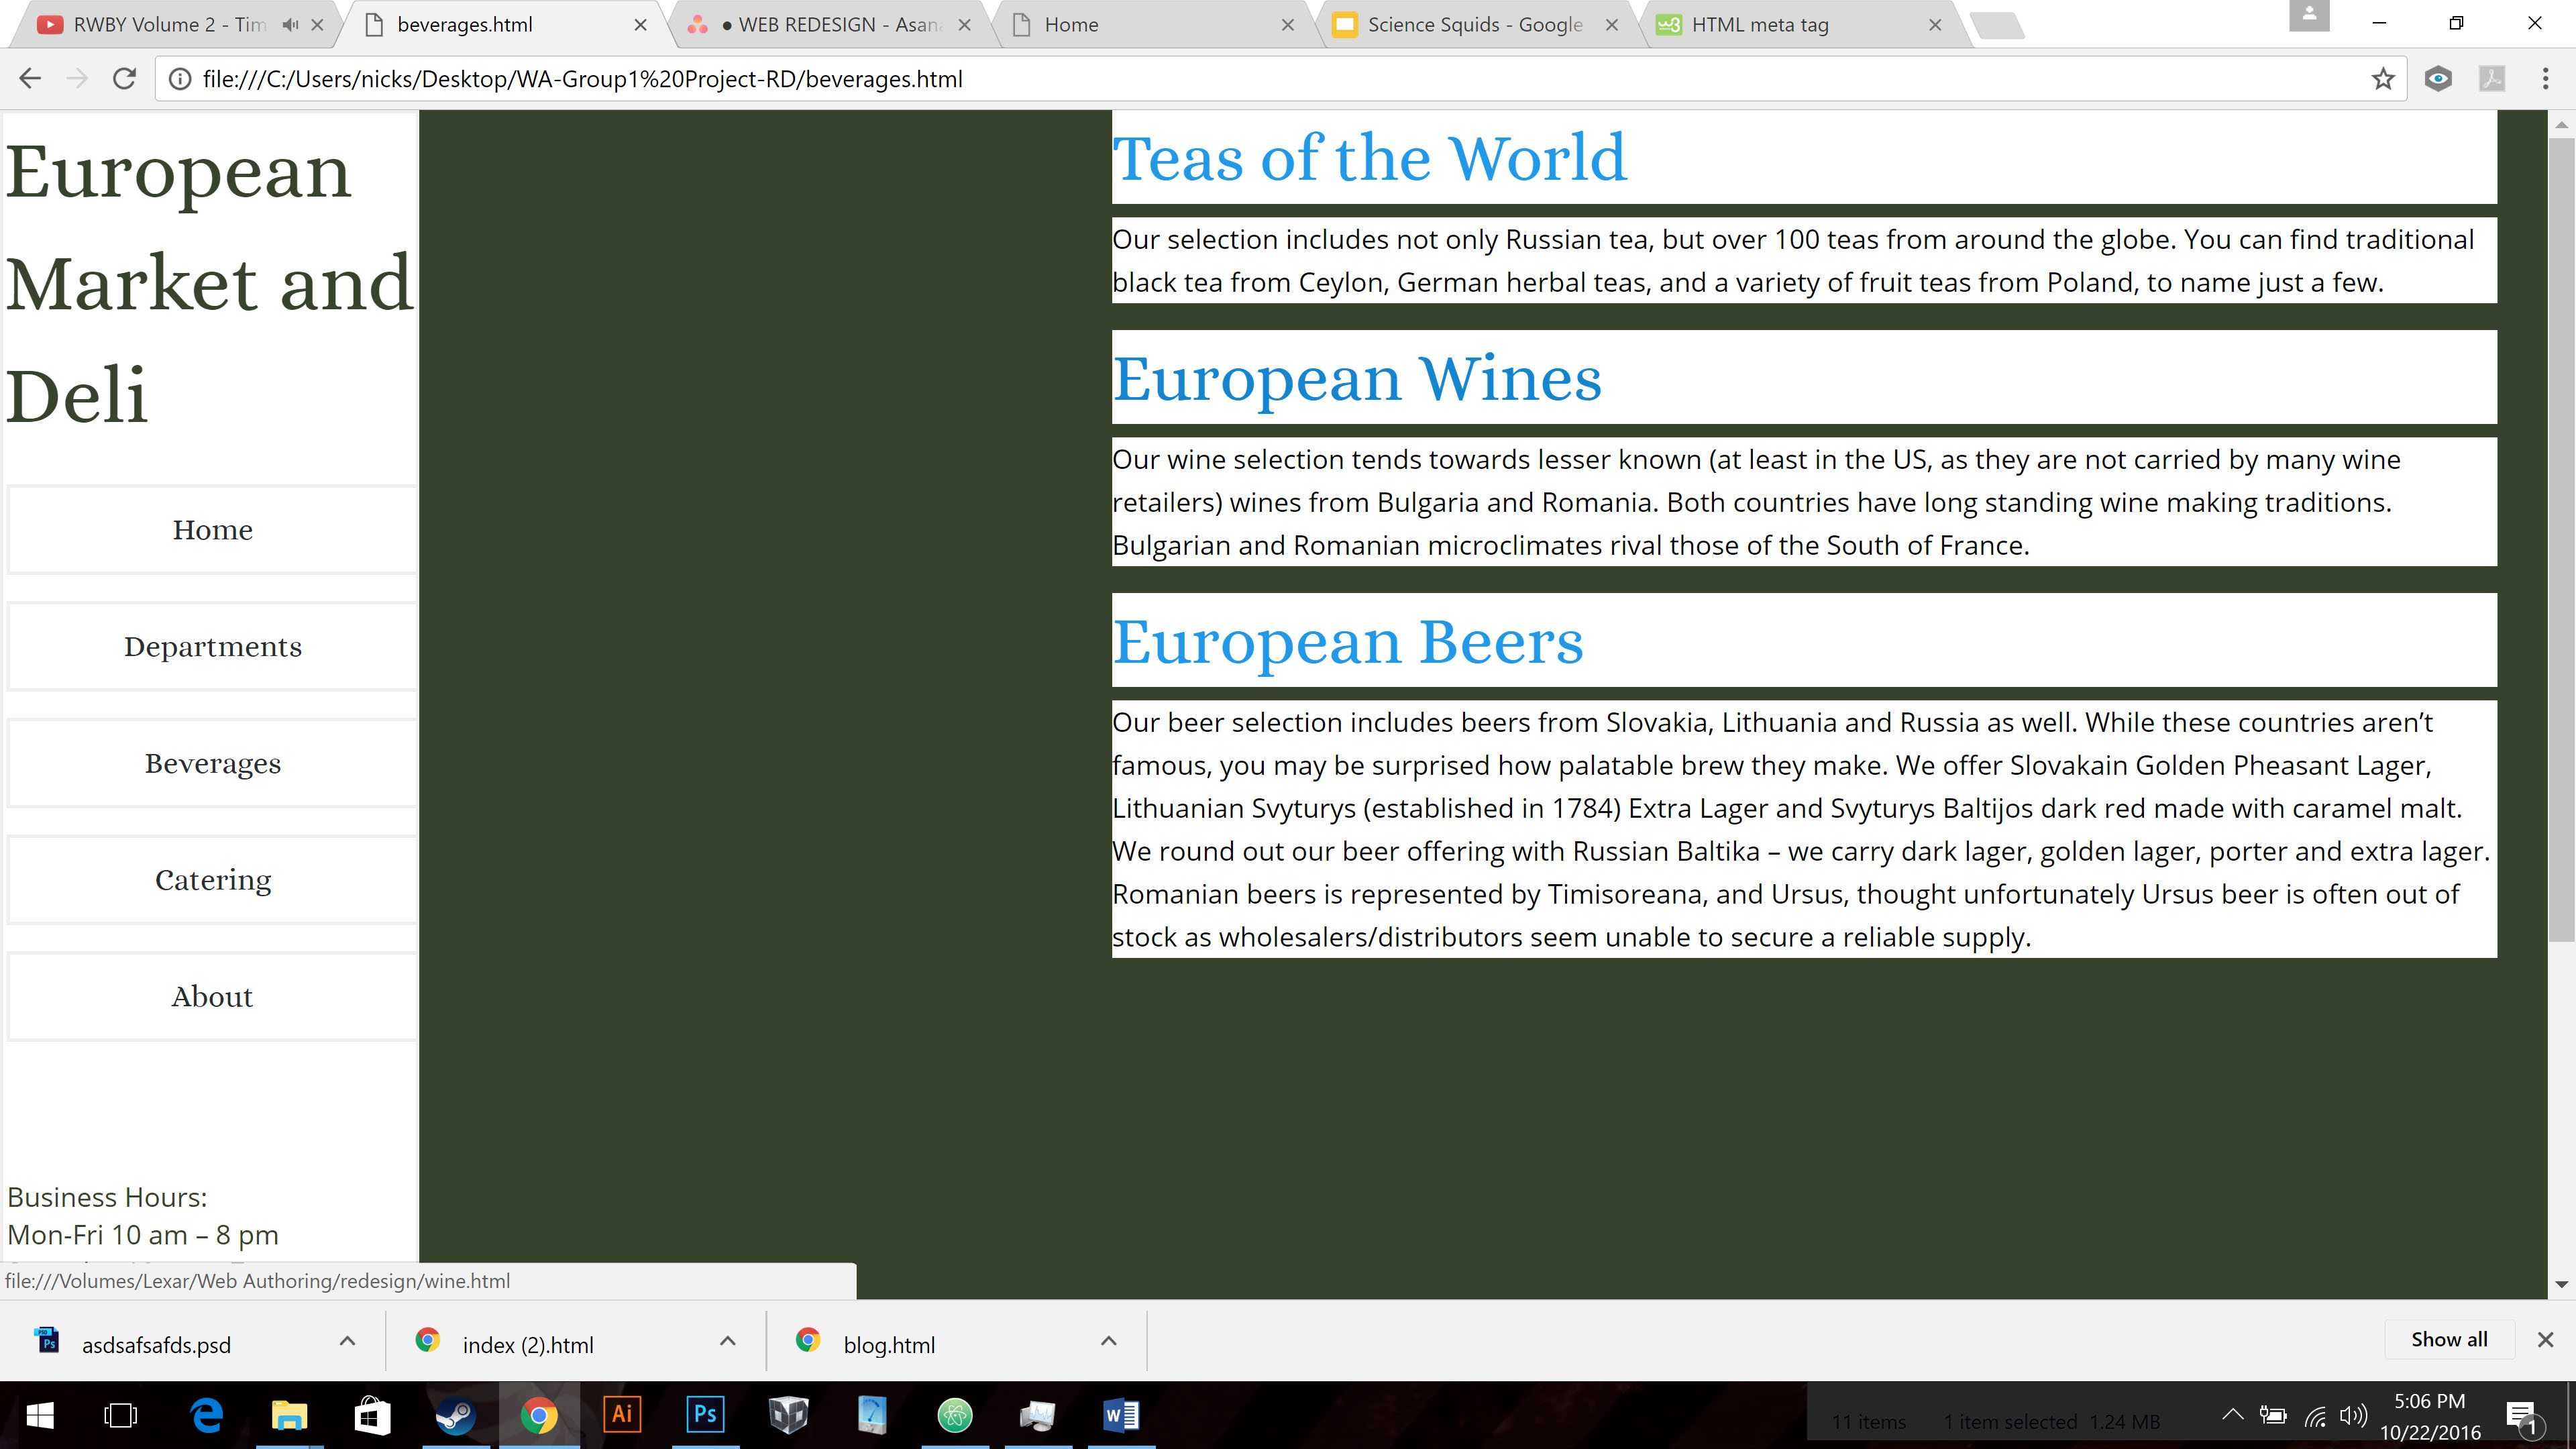 RWBY Volume 2 - Tim
beverages.html
● WEB REDESIGN - Asan
Home
Science Squids - Google
w3 HTML meta tag
file:///C:/Users/nicks/Desktop/WA-Group1%20Project-RD/beverages.html
European
Market and
Deli
Home
Departments
Beverages
Catering
About
Business Hours:
Mon-Fri 10 am – 8 pm
Teas of the World
Our selection includes not only Russian tea, but over 100 teas from around the globe. You can find traditional
black tea from Ceylon, German herbal teas, and a variety of fruit teas from Poland, to name just a few.
European Wines
Our wine selection tends towards lesser known (at least in the US, as they are not carried by many wine
retailers) wines from Bulgaria and Romania. Both countries have long standing wine making traditions.
Bulgarian and Romanian microclimates rival those of the South of France.
European Beers
Our beer selection includes beers from Slovakia, Lithuania and Russia as well. While these countries aren’t
famous, you may be surprised how palatable brew they make. We offer Slovakain Golden Pheasant Lager,
Lithuanian Svyturys (established in 1784) Extra Lager and Svyturys Baltijos dark red made with caramel malt.
We round out our beer offering with Russian Baltika – we carry dark lager, golden lager, porter and extra lager.
Romanian beers is represented by Timisoreana, and Ursus, thought unfortunately Ursus beer is often out of
stock as wholesalers/distributors seem unable to secure a reliable supply.
file:///Volumes/Lexar/Web Authoring/redesign/wine.html
asdsafsafds.psd
index (2).html
blog.html
Show all
Ai
Ps
11 items 1 item selected 1.24 MB
5:06 PM
10/22/2016
1